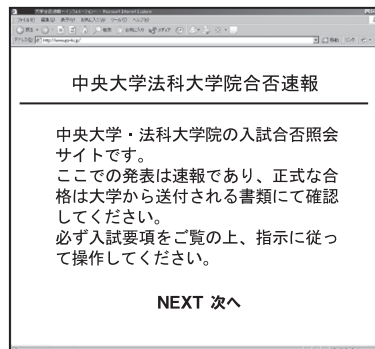 中央大学法科大学院合否速報
中央大学・法科大学院の入試合否照会
サイトです。
ここでの発表は速報であり、正式な合
格は大学から送付される書類にて確認
してください。
必ず入試要項をご覧の上、指示に従っ
て操作してください。
NEXT 次へ